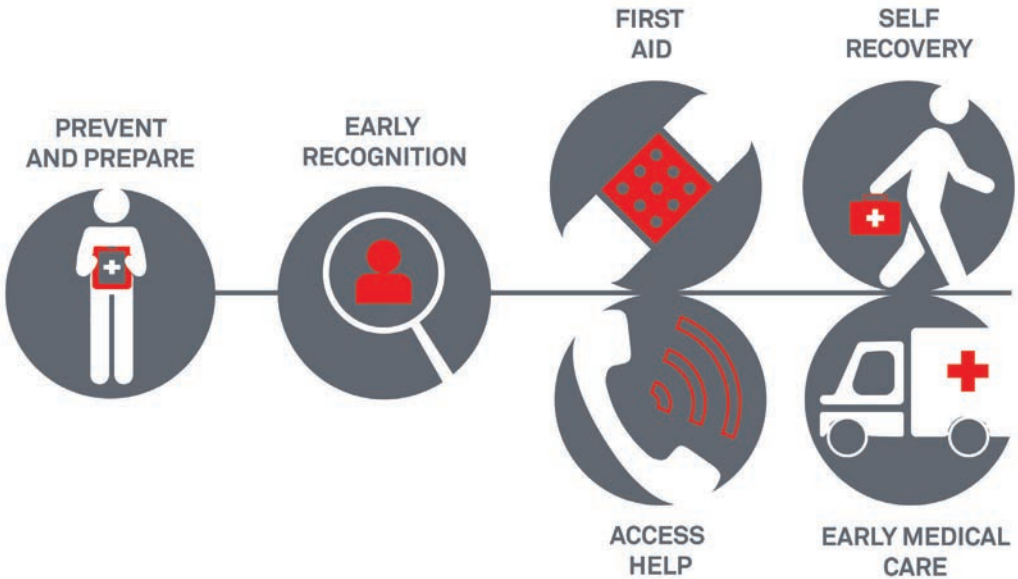 PREVENT
AND PREPARE
EARLY
RECOGNITION
FIRST
AID
SELF
RECOVERY
ACCESS
HELP
EARLY MEDICAL
CARE